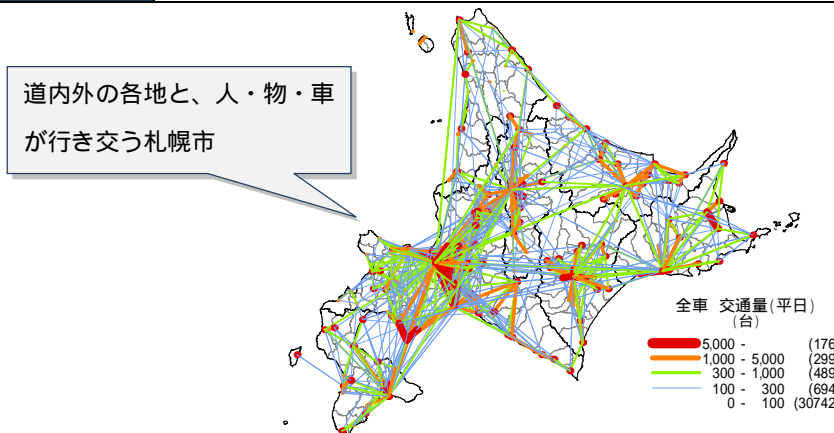 道内外の各地と、人・物・車
が行き交う札幌市
全車 交通量(平日)
(台)
5,000 - (176
1,000 - 5,000 (295
300 - 1,000 (489
100 - 300 (694
0 - 100 (30742